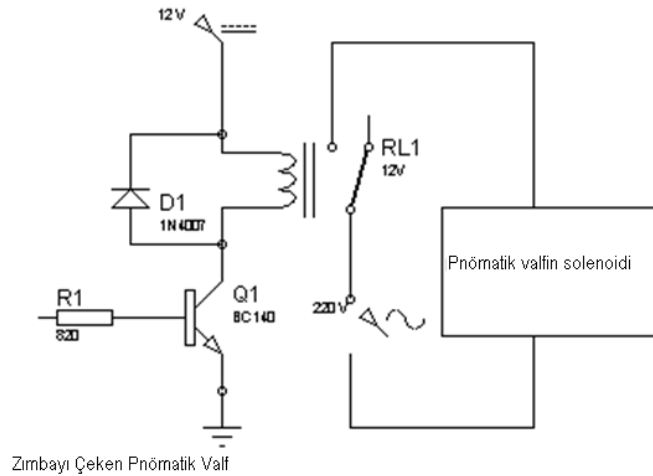 12V
RL1
12V
D1
1N4007
Pnömatik valfin solenoidi
R1
820
Q1
BC140
220V
Zımbayı Çeken Pnömatik Valf